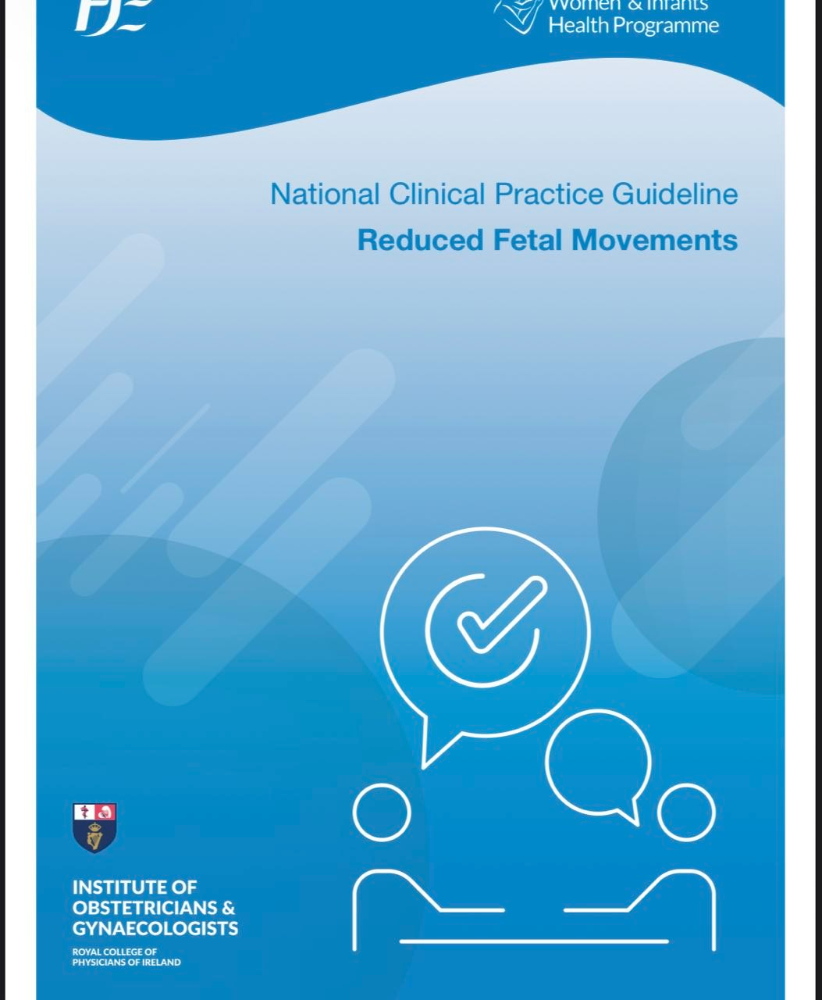 Women & Infants
Health Programme
National Clinical Practice Guideline
Reduced Fetal Movements
INSTITUTE OF
OBSTETRICIANS &
GYNAECOLOGISTS
ROYAL COLLEGE OF
PHYSICIANS OF IRELAND